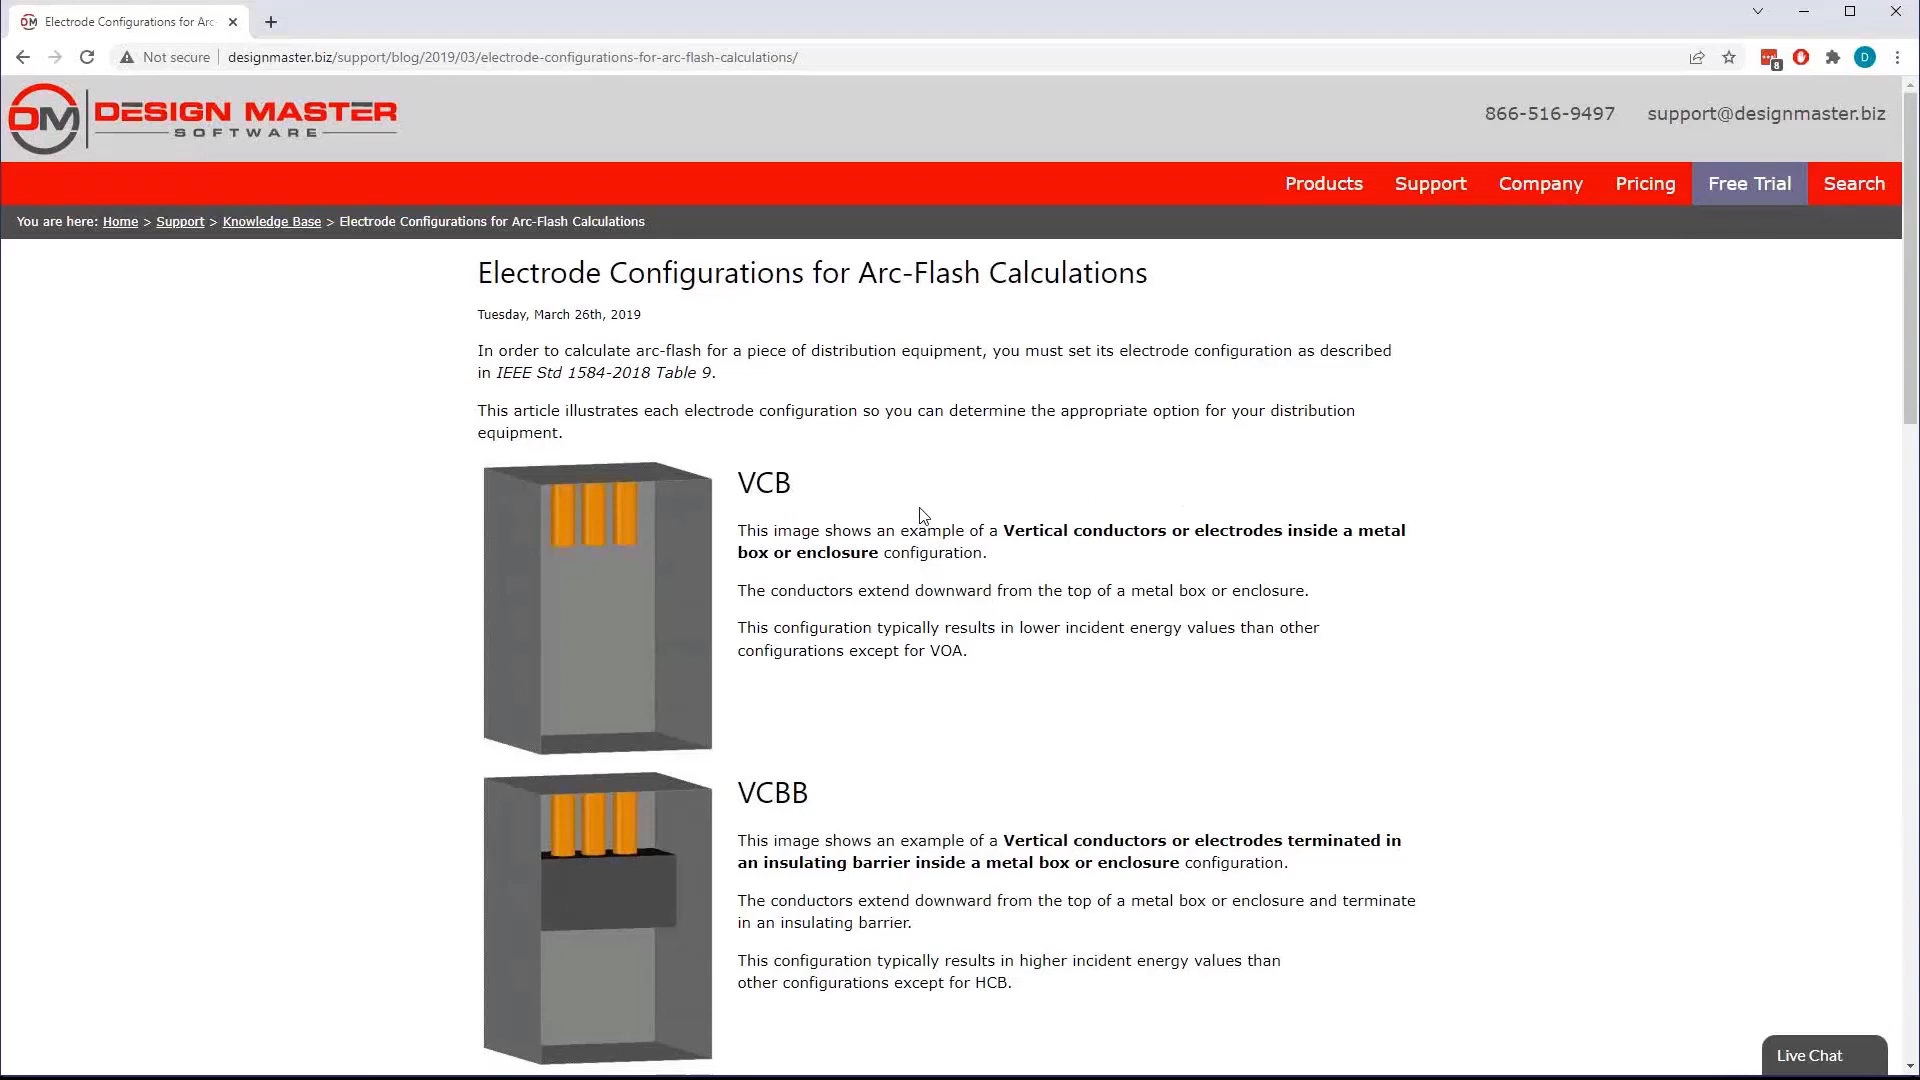 Electrode Configurations for Arc
Not secure
designmaster.biz/support/blog/2019/03/electrode-configurations-for-arc-flash-calculations/
8
D
DM
DESIGN MASTER
SOFTWARE
866-516-9497
support@designmaster.biz
Products
Support
Company
Pricing
Free Trial
Search
You are here: Home > Support > Knowledge Base > Electrode Configurations for Arc-Flash Calculations
Electrode Configurations for Arc-Flash Calculations
Tuesday, March 26th, 2019
In order to calculate arc-flash for a piece of distribution equipment, you must set its electrode configuration as described
in IEEE Std 1584-2018 Table 9.
This article illustrates each electrode configuration so you can determine the appropriate option for your distribution
equipment.
VCB
This image shows an example of a Vertical conductors or electrodes inside a metal
box or enclosure configuration.
The conductors extend downward from the top of a metal box or enclosure.
This configuration typically results in lower incident energy values than other
configurations except for VOA.
VCBB
This image shows an example of a Vertical conductors or electrodes terminated in
an insulating barrier inside a metal box or enclosure configuration.
The conductors extend downward from the top of a metal box or enclosure and terminate
in an insulating barrier.
This configuration typically results in higher incident energy values than
other configurations except for HCB.
Live Chat